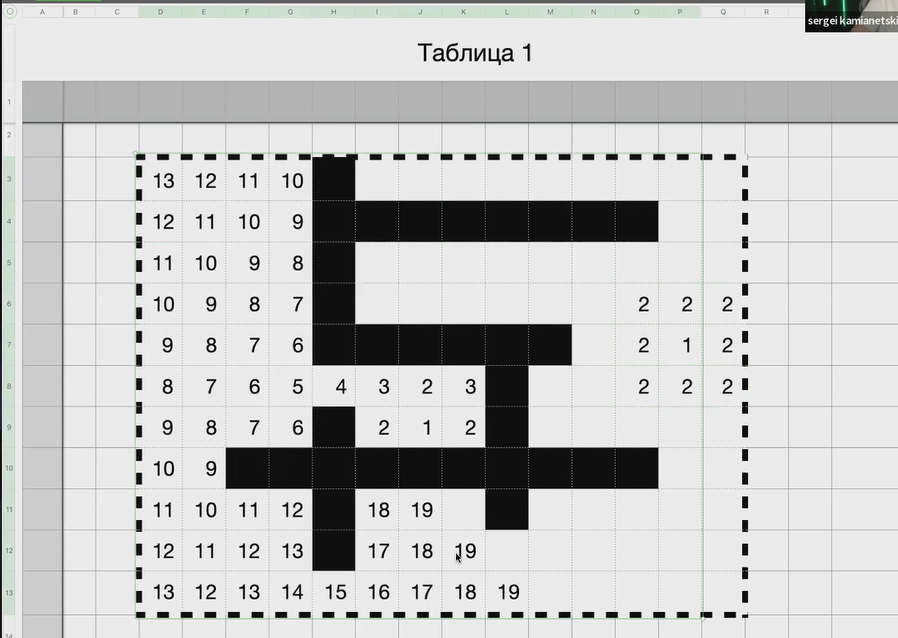 A B C D E F G H I J K L M N O P Q R
sergei kamianetski
Таблица 1
1
2
3 13 12 11 10
4 12 11 10 9
5 11 10 9 8
6 10 9 8 7 2 2 2
7 9 8 7 6 2 1 2
8 8 7 6 5 4 3 2 3 2 2 2
9 9 8 7 6 2 1 2
10 10 9
11 11 10 11 12 18 19
12 12 11 12 13 17 18 19
13 13 12 13 14 15 16 17 18 19